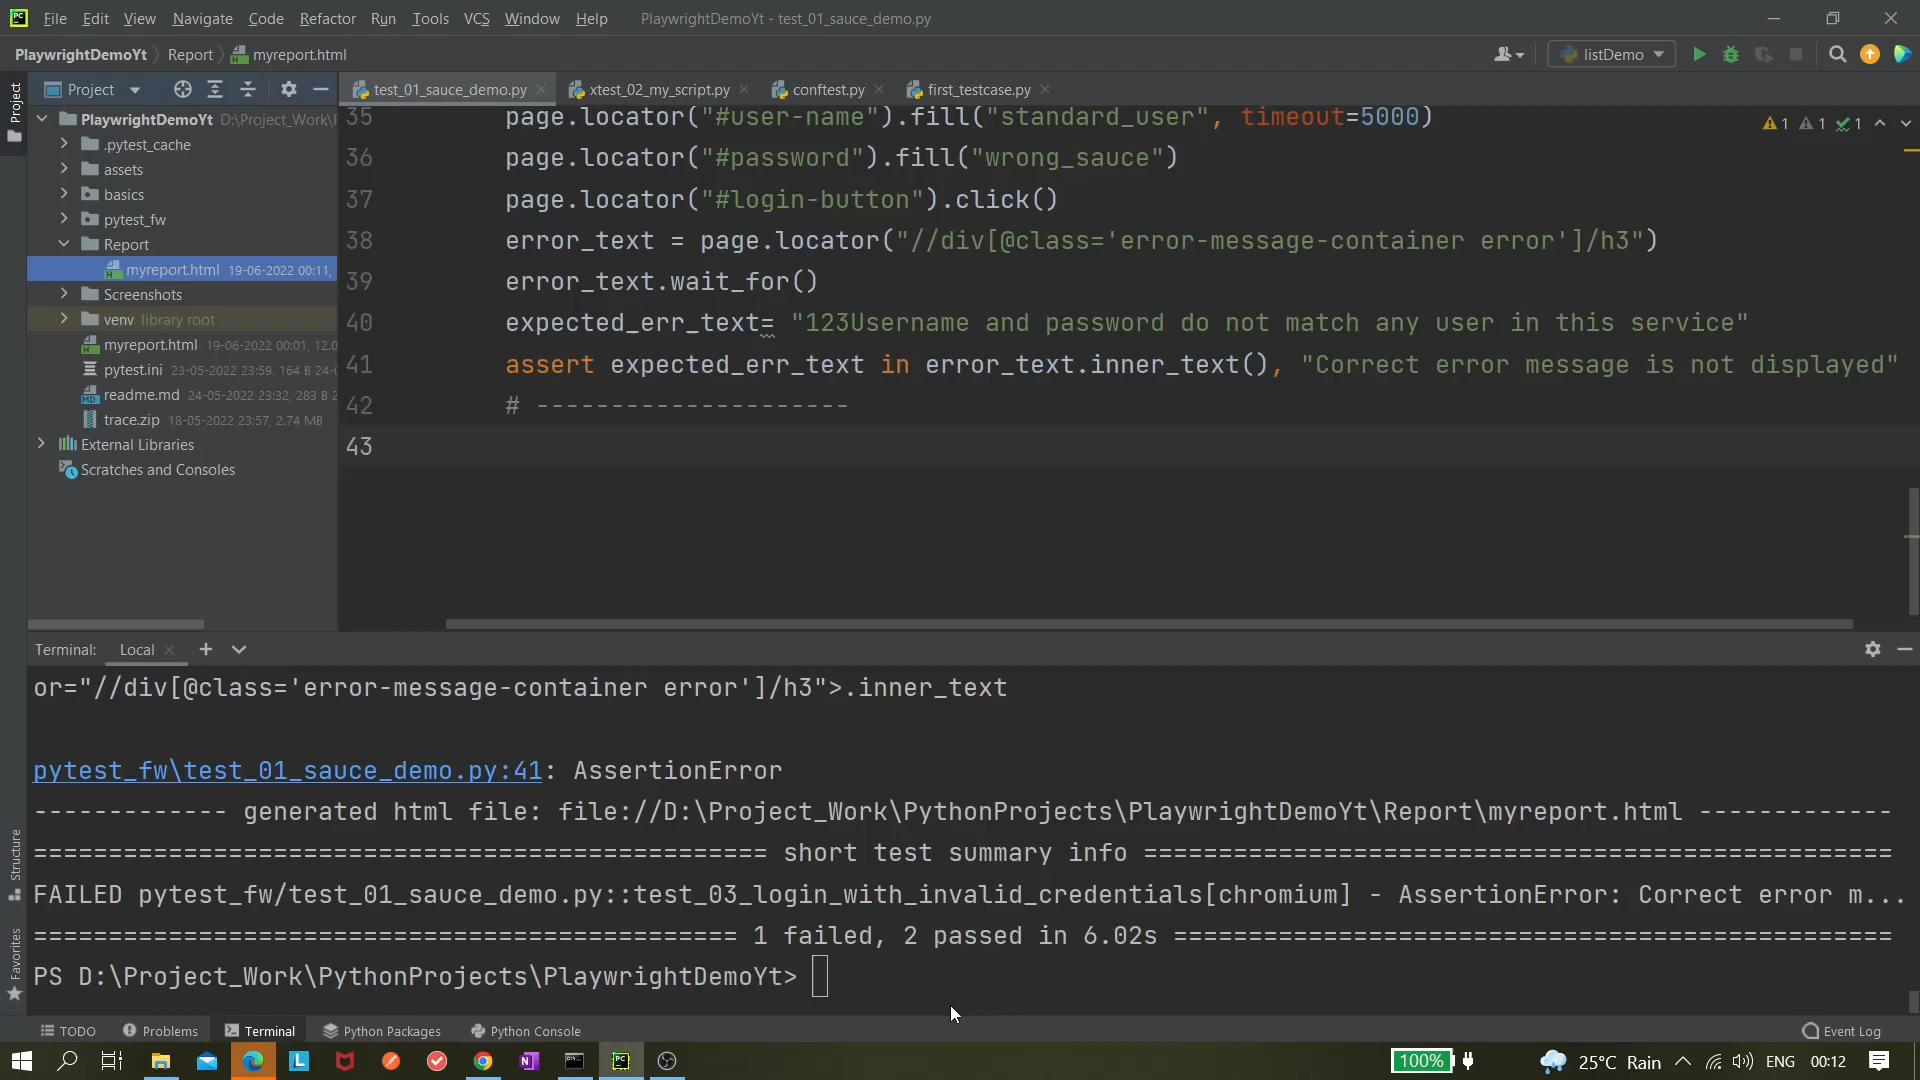 File Edit View Navigate Code Refactor Run Tools VCS Window Help PlaywrightDemoYt - test_01_sauce_demo.py
PlaywrightDemoYt Report myreport.html listDemo
Project test_01_sauce_demo.py xtest_02_my_script.py conftest.py first_testcase.py
Project
PlaywrightDemoYt D:\Project_Work\
.pytest_cache
assets
basics
pytest_fw
Report
myreport.html 19-06-2022 00:11,
Screenshots
venv library root
myreport.html 19-06-2022 00:01, 12.0
pytest.ini 23-05-2022 23:59, 164 B 24-
readme.md 24-05-2022 23:32, 283 B 2
trace.zip 18-05-2022 23:57, 2.74 MB
External Libraries
Scratches and Consoles
1 1 1
35 page.locator("#user-name").fill("standard_user", timeout=5000)
36 page.locator("#password").fill("wrong_sauce")
37 page.locator("#login-button").click()
38 error_text = page.locator("//div[@class='error-message-container error']/h3")
39 error_text.wait_for()
40 expected_err_text= "123Username and password do not match any user in this service"
41 assert expected_err_text in error_text.inner_text(), "Correct error message is not displayed"
42 # ---------------------
43
Terminal: Local
or="//div[@class='error-message-container error']/h3">.inner_text
pytest_fw\test_01_sauce_demo.py:41: AssertionError
------------- generated html file: file://D:\Project_Work\PythonProjects\PlaywrightDemoYt\Report\myreport.html -------------
================================================= short test summary info ==================================================
FAILED pytest_fw/test_01_sauce_demo.py::test_03_login_with_invalid_credentials[chromium] - AssertionError: Correct error m...
=============================================== 1 failed, 2 passed in 6.02s ================================================
PS D:\Project_Work\PythonProjects\PlaywrightDemoYt>
Structure
Favorites
TODO Problems Terminal Python Packages Python Console Event Log
100% 25°C Rain ENG 00:12